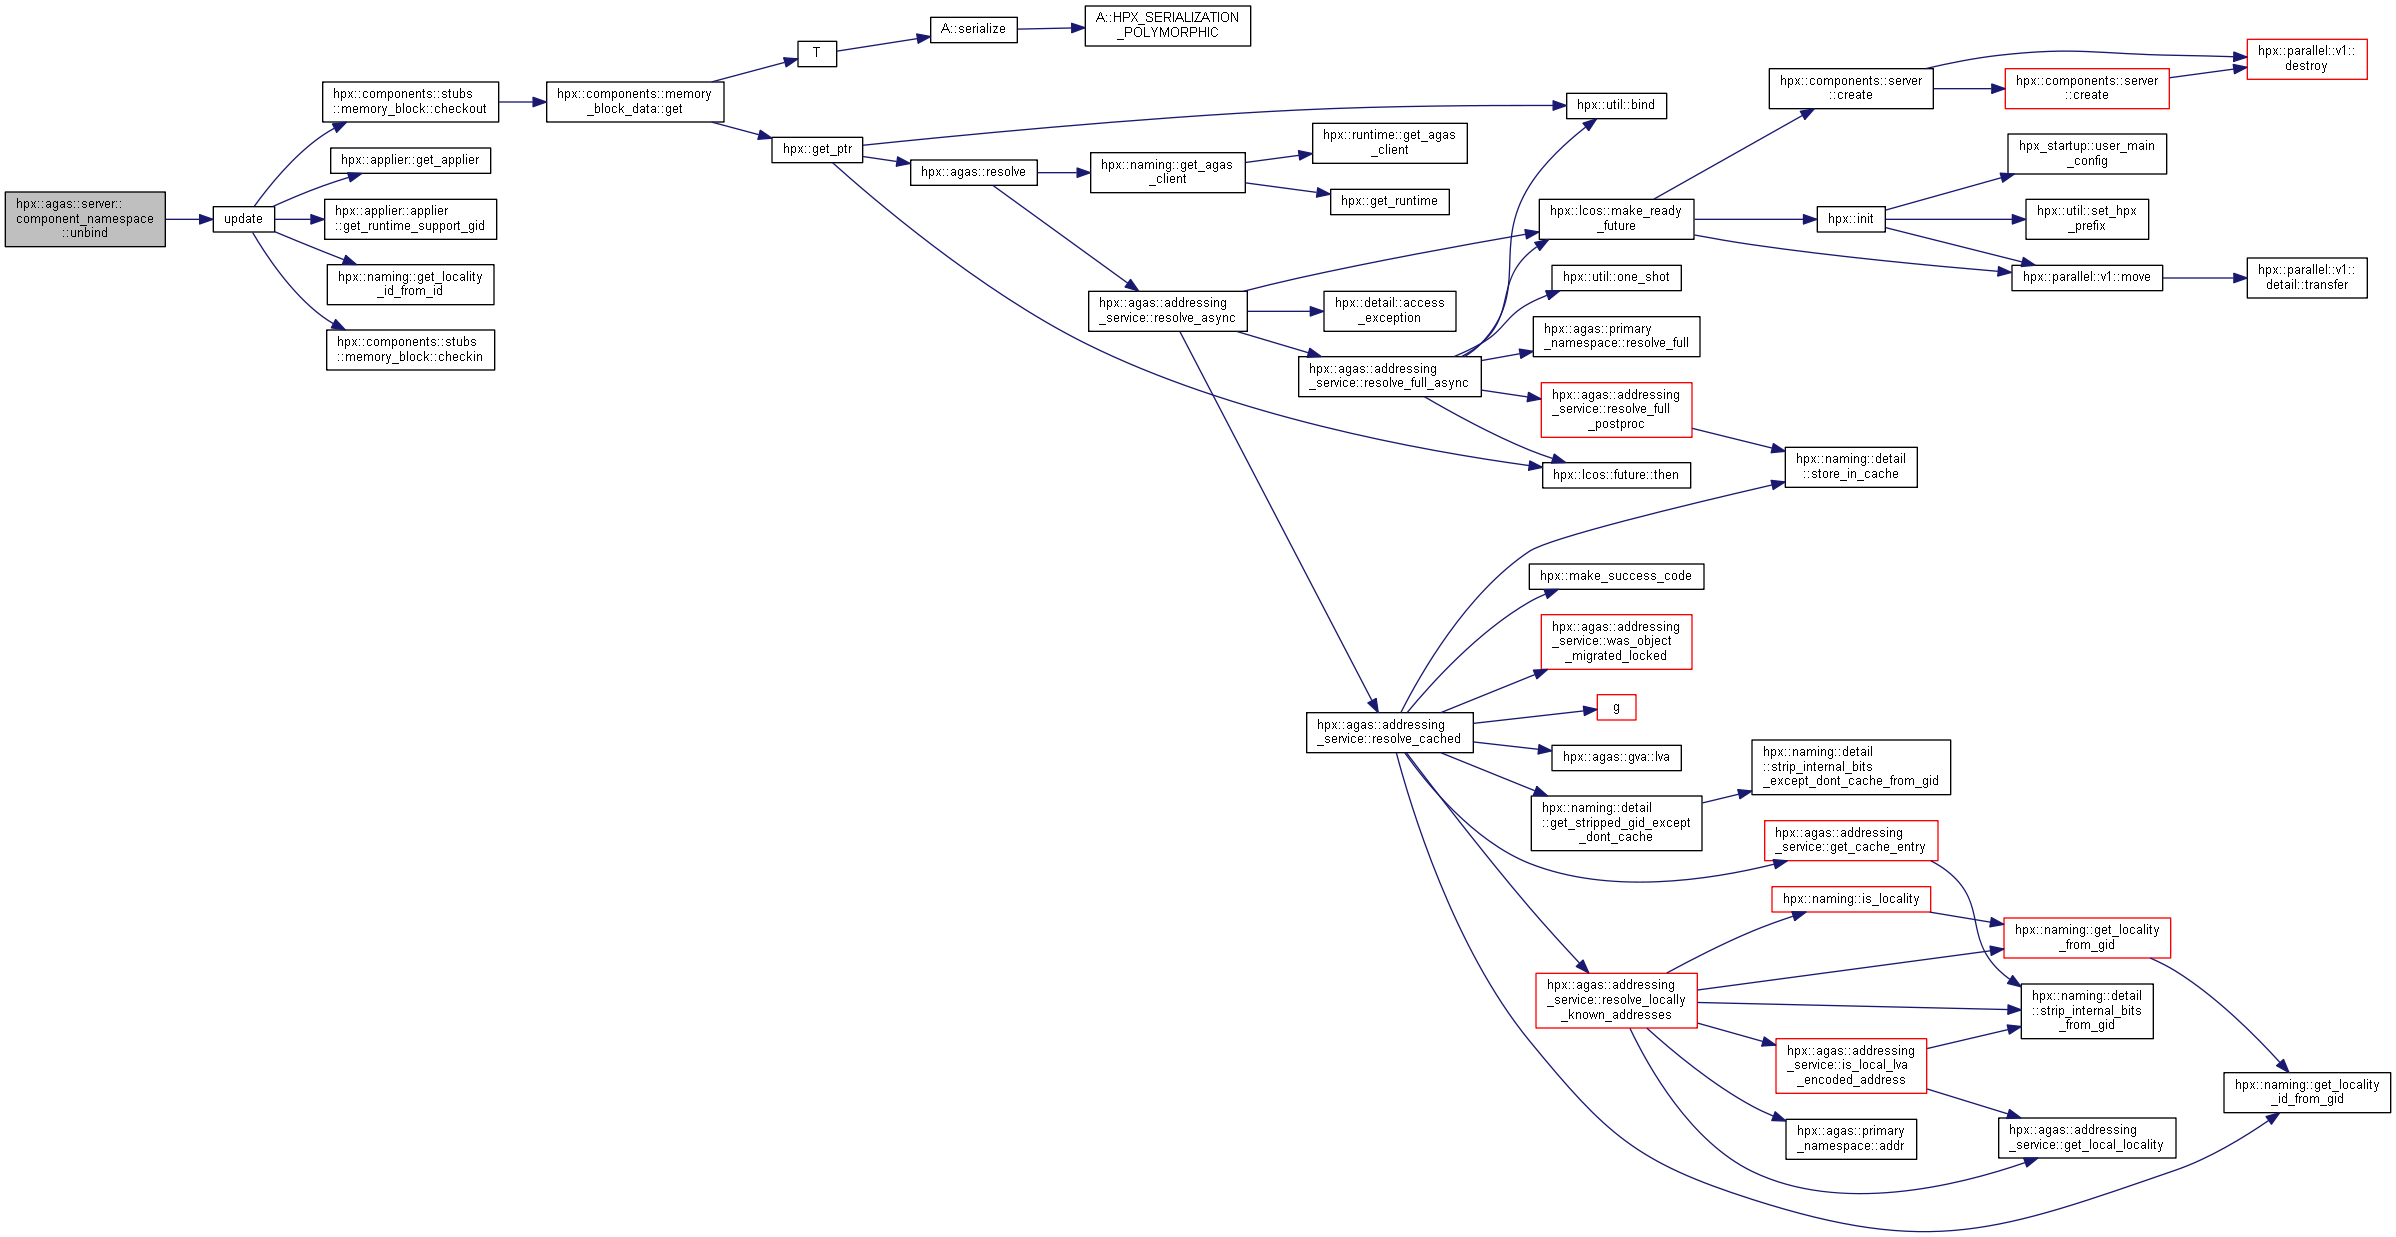 hpx::agas::server::
component_namespace
::unbind
update
hpx::components::stubs
::memory_block::checkout
hpx::applier::get_applier
hpx::applier::applier
::get_runtime_support_gid
hpx::naming::get_locality
_id_from_id
hpx::components::stubs
::memory_block::checkin
hpx::components::memory
_block_data::get
T
A::serialize
A::HPX_SERIALIZATION
_POLYMORPHIC
hpx::get_ptr
hpx::agas::resolve
hpx::naming::get_agas
_client
hpx::runtime::get_agas
_client
hpx::get_runtime
hpx::agas::addressing
_service::resolve_async
hpx::detail::access
_exception
hpx::agas::addressing
_service::resolve_full_async
hpx::agas::addressing
_service::resolve_cached
hpx::util::bind
hpx::lcos::make_ready
_future
hpx::util::one_shot
hpx::agas::primary
_namespace::resolve_full
hpx::agas::addressing
_service::resolve_full
_postproc
hpx::lcos::future::then
hpx::components::server
::create
hpx::components::server
::create
hpx::parallel::v1::
destroy
hpx::init
hpx_startup::user_main
_config
hpx::util::set_hpx
_prefix
hpx::parallel::v1::move
hpx::parallel::v1::
detail::transfer
hpx::naming::detail
::store_in_cache
hpx::make_success_code
hpx::agas::addressing
_service::was_object
_migrated_locked
g
hpx::agas::gva::lva
hpx::naming::detail
::get_stripped_gid_except
_dont_cache
hpx::naming::detail
::strip_internal_bits
_except_dont_cache_from_gid
hpx::agas::addressing
_service::get_cache_entry
hpx::naming::is_locality
hpx::agas::addressing
_service::resolve_locally
_known_addresses
hpx::naming::get_locality
_from_gid
hpx::naming::detail
::strip_internal_bits
_from_gid
hpx::agas::addressing
_service::is_local_lva
_encoded_address
hpx::agas::primary
_namespace::addr
hpx::agas::addressing
_service::get_local_locality
hpx::naming::get_locality
_id_from_gid